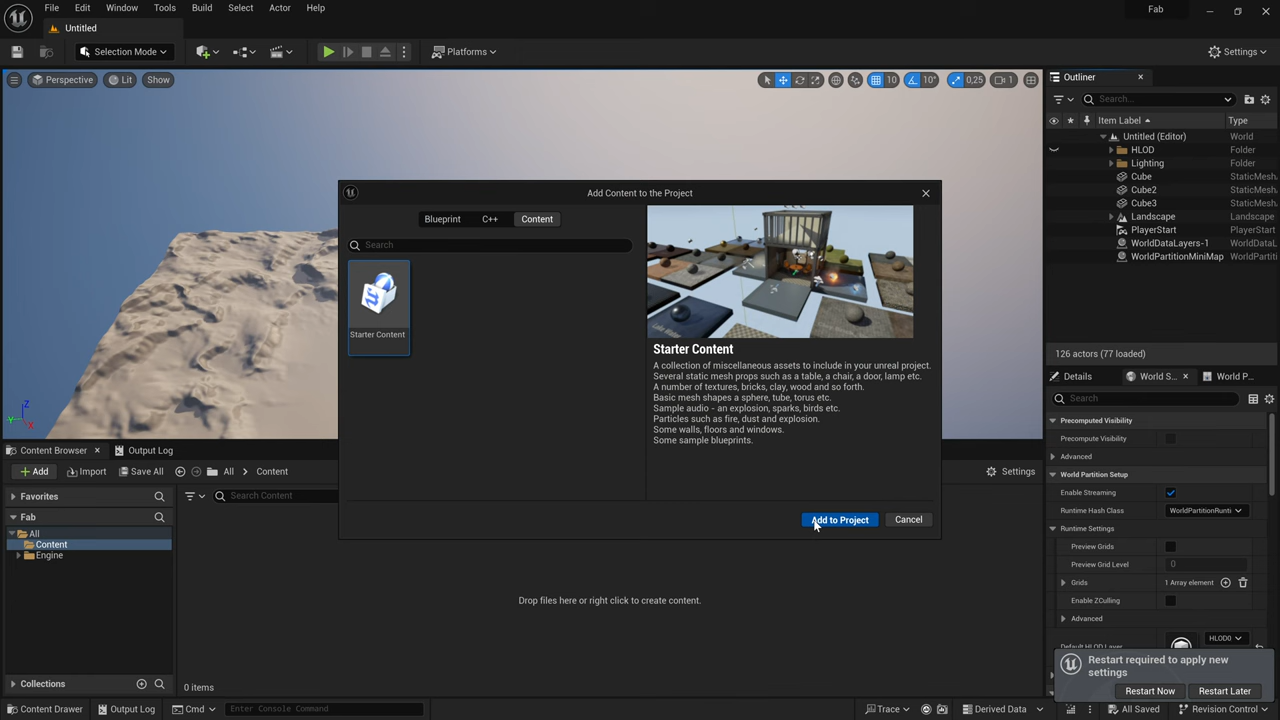 File Edit Window Tools Build Select Actor Help
Fab
Untitled
Selection Mode
Platforms
Settings
Perspective Lit Show
10 10° 0,25 1
Outliner
Search...
Item Label Type
Untitled (Editor) World
HLOD Folder
Lighting Folder
Cube StaticMesh
Cube2 StaticMesh
Cube3 StaticMesh
Landscape Landscape
PlayerStart PlayerStart
WorldDataLayers-1 WorldDataL
WorldPartitionMiniMap WorldPartiti
126 actors (77 loaded)
Add Content to the Project
Blueprint C++ Content
Search
Starter Content
Starter Content
A collection of miscellaneous assets to include in your unreal project.
Several static mesh props such as a table, a chair, a door, lamp etc.
A number of textures, bricks, clay, wood and so forth.
Basic mesh shapes a sphere, tube, torus etc.
Sample audio - an explosion, sparks, birds etc.
Particles such as fire, dust and explosion.
Some walls, floors and windows.
Some sample blueprints.
Add to Project Cancel
Details World S... World P...
Search
Precomputed Visibility
Precompute Visibility
Advanced
World Partition Setup
Enable Streaming
Runtime Hash Class WorldPartitionRunti
Runtime Settings
Preview Grids
Preview Grid Level 0
Grids 1 Array element
Enable ZCulling
Advanced
Default HLOD Layer HLOD0
Restart required to apply new
settings
Restart Now Restart Later
Content Browser Output Log
Add Import Save All All Content Settings
Favorites
Search Content
Fab
All
Content
Engine
Drop files here or right click to create content.
Collections
0 items
Content Drawer Output Log Cmd Enter Console Command
Trace Derived Data All Saved Revision Control